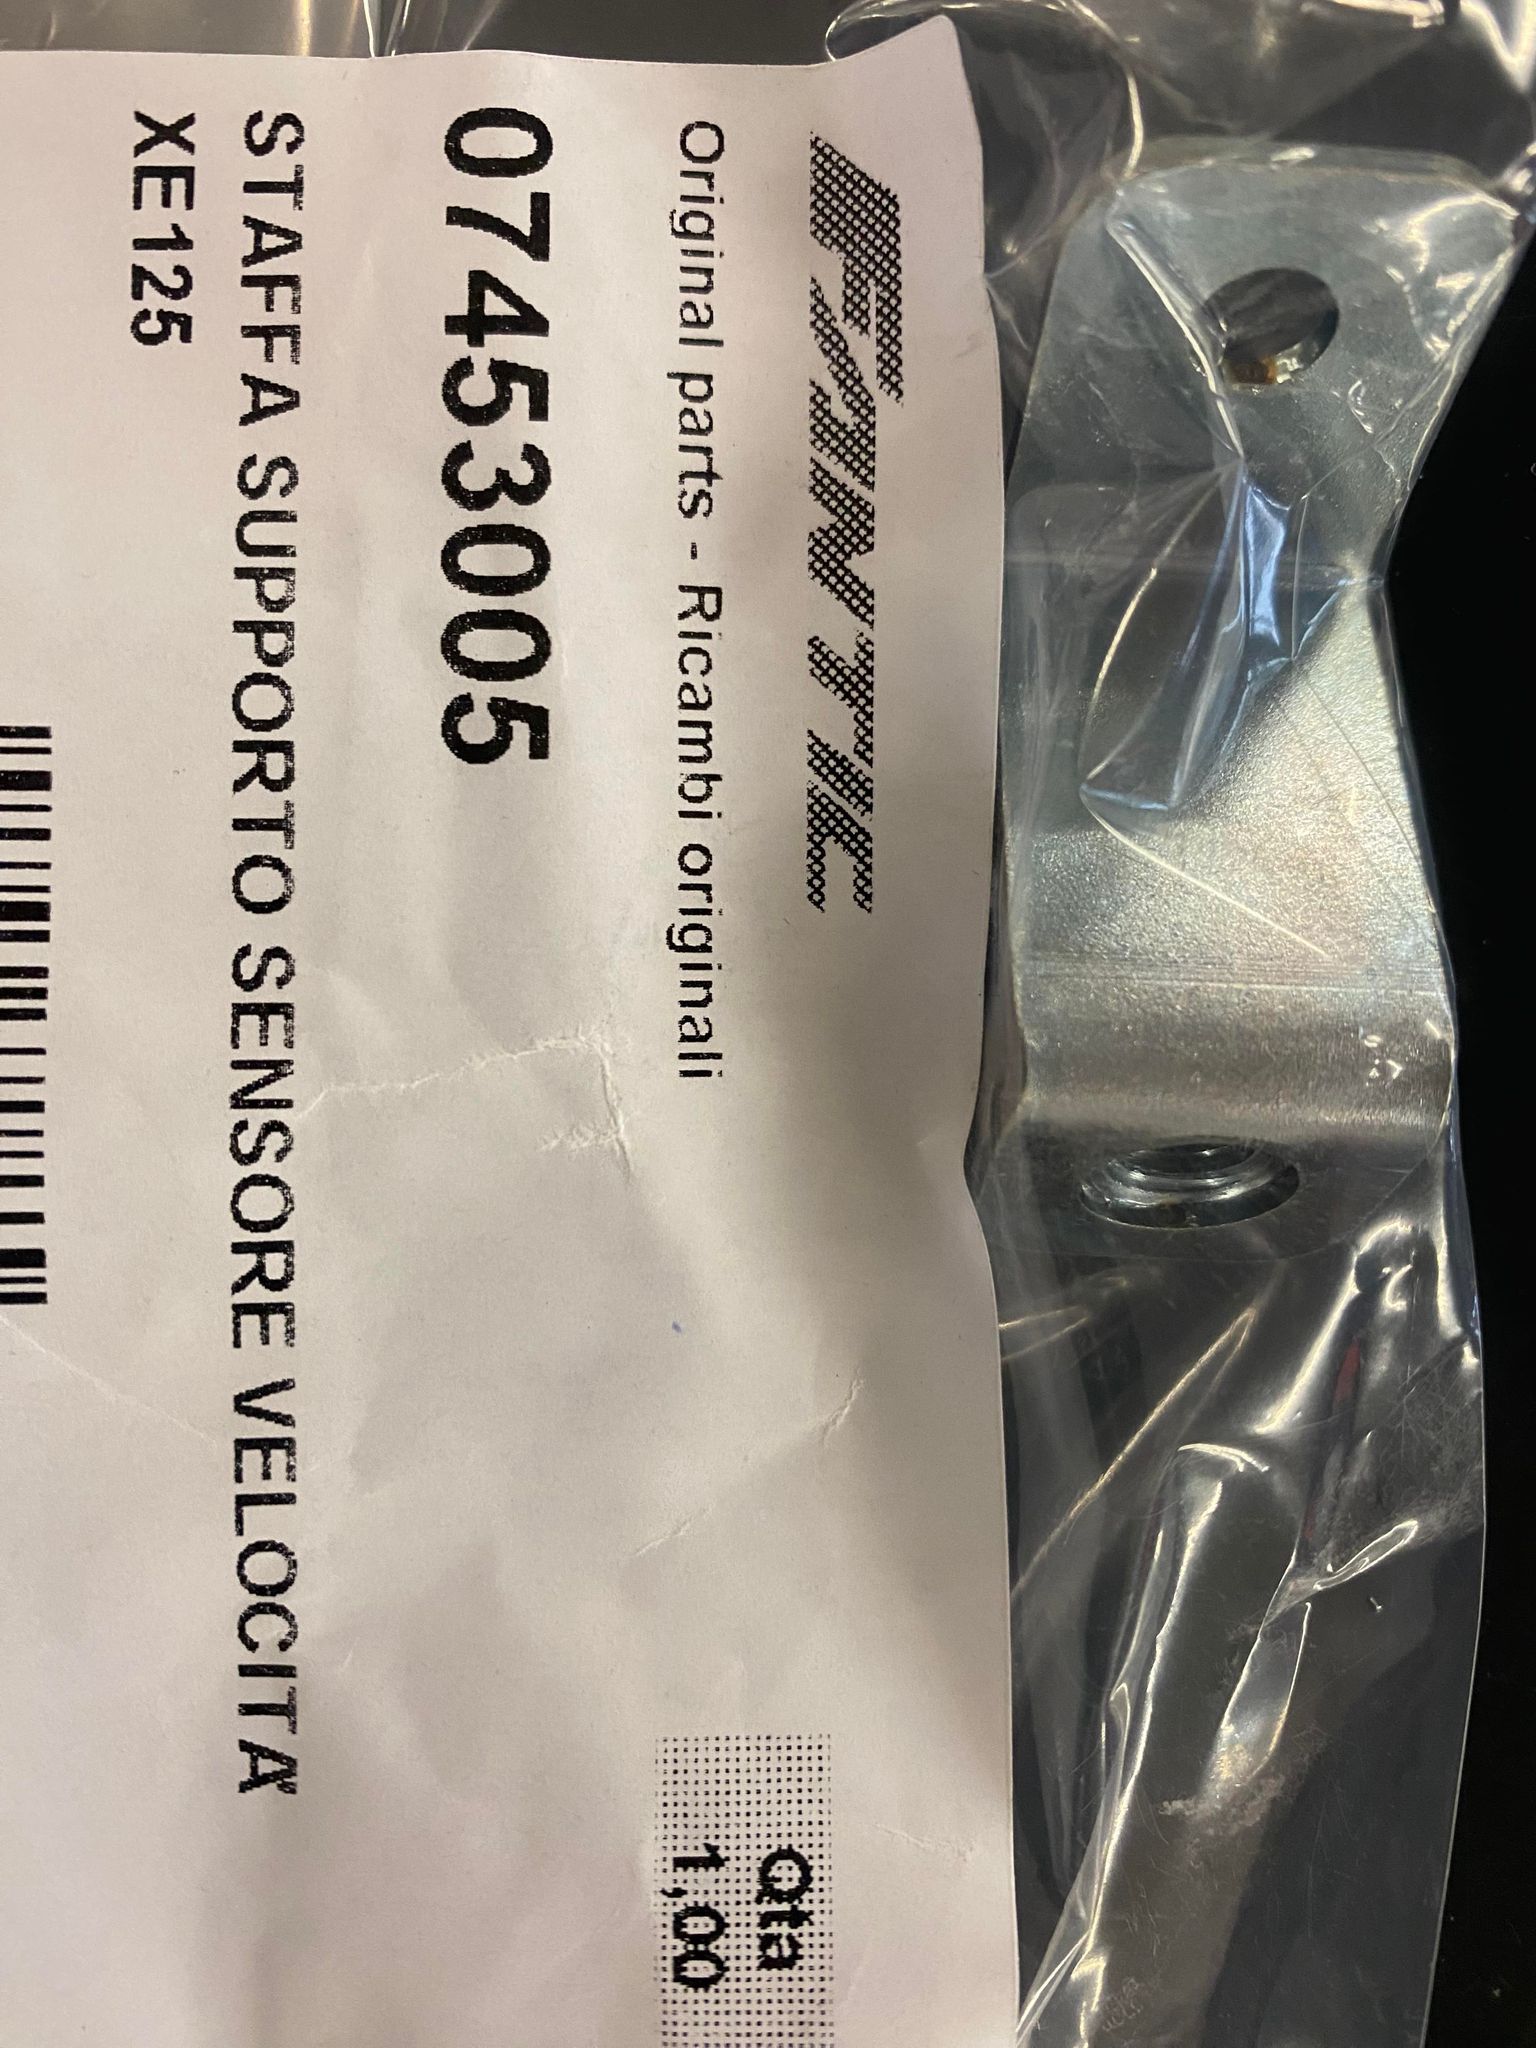 FANTIC
Original parts - Ricambi originali
Qta
1,00
07453005
STAFFA SUPPORTO SENSORE VELOCITA'
XE125